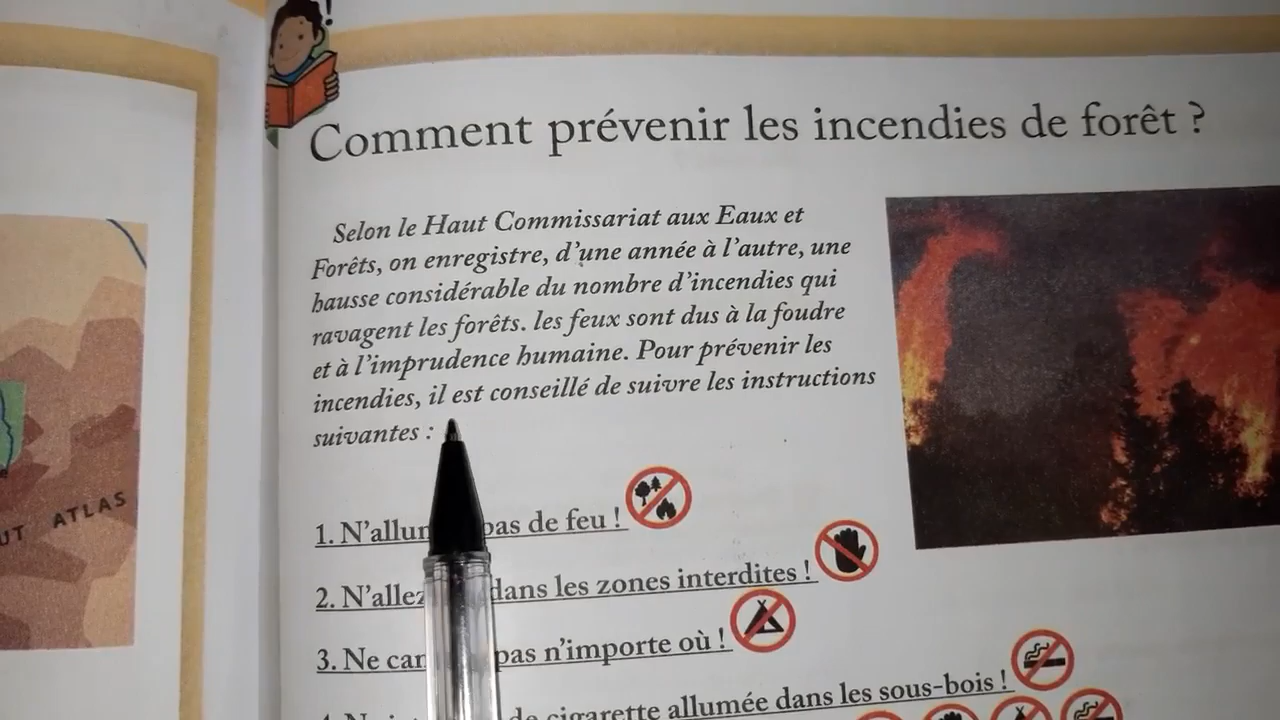 Comment prévenir les incendies de forêt ?
Selon le Haut Commissariat aux Eaux et
Forêts, on enregistre, d'une année à l'autre, une
hausse considérable du nombre d'incendies qui
ravagent les forêts. les feux sont dus à la foudre
et à l'imprudence humaine. Pour prévenir les
incendies, il est conseillé de suivre les instructions
suivantes :
1. N'allum pas de feu !
2. N'allez dans les zones interdites !
3. Ne cam pas n'importe où !
de cigarette allumée dans les sous-bois !
UT ATLAS